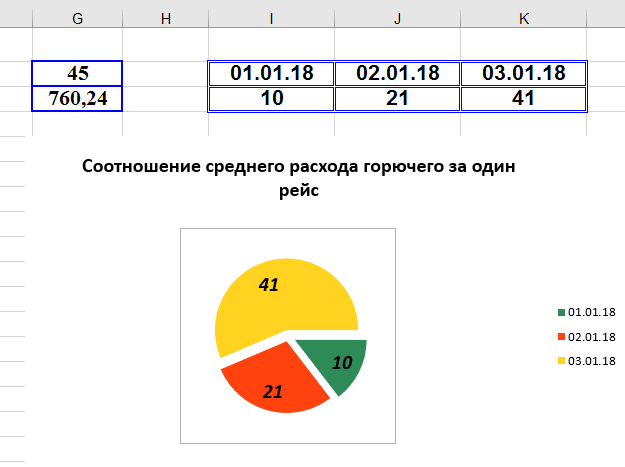 G H I J K
45 01.01.18 02.01.18 03.01.18
760,24 10 21 41
Соотношение среднего расхода горючего за один
рейс
41
10
21
01.01.18
02.01.18
03.01.18